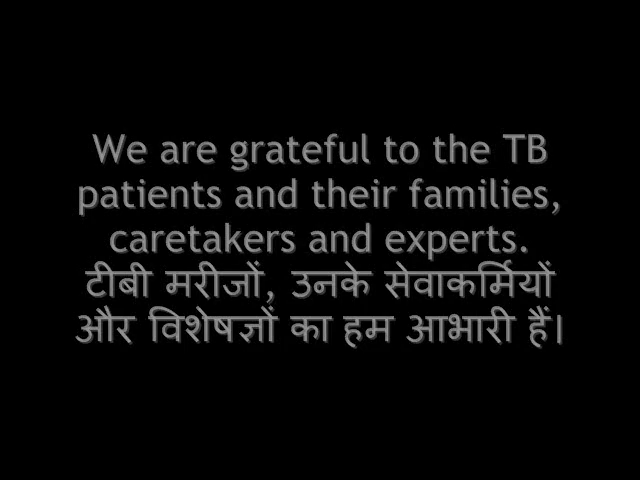 We are grateful to the TB
patients and their families,
caretakers and experts.
टीबी मरीजों, उनके सेवाकर्मियों
और विशेषज्ञों का हम आभारी हैं।